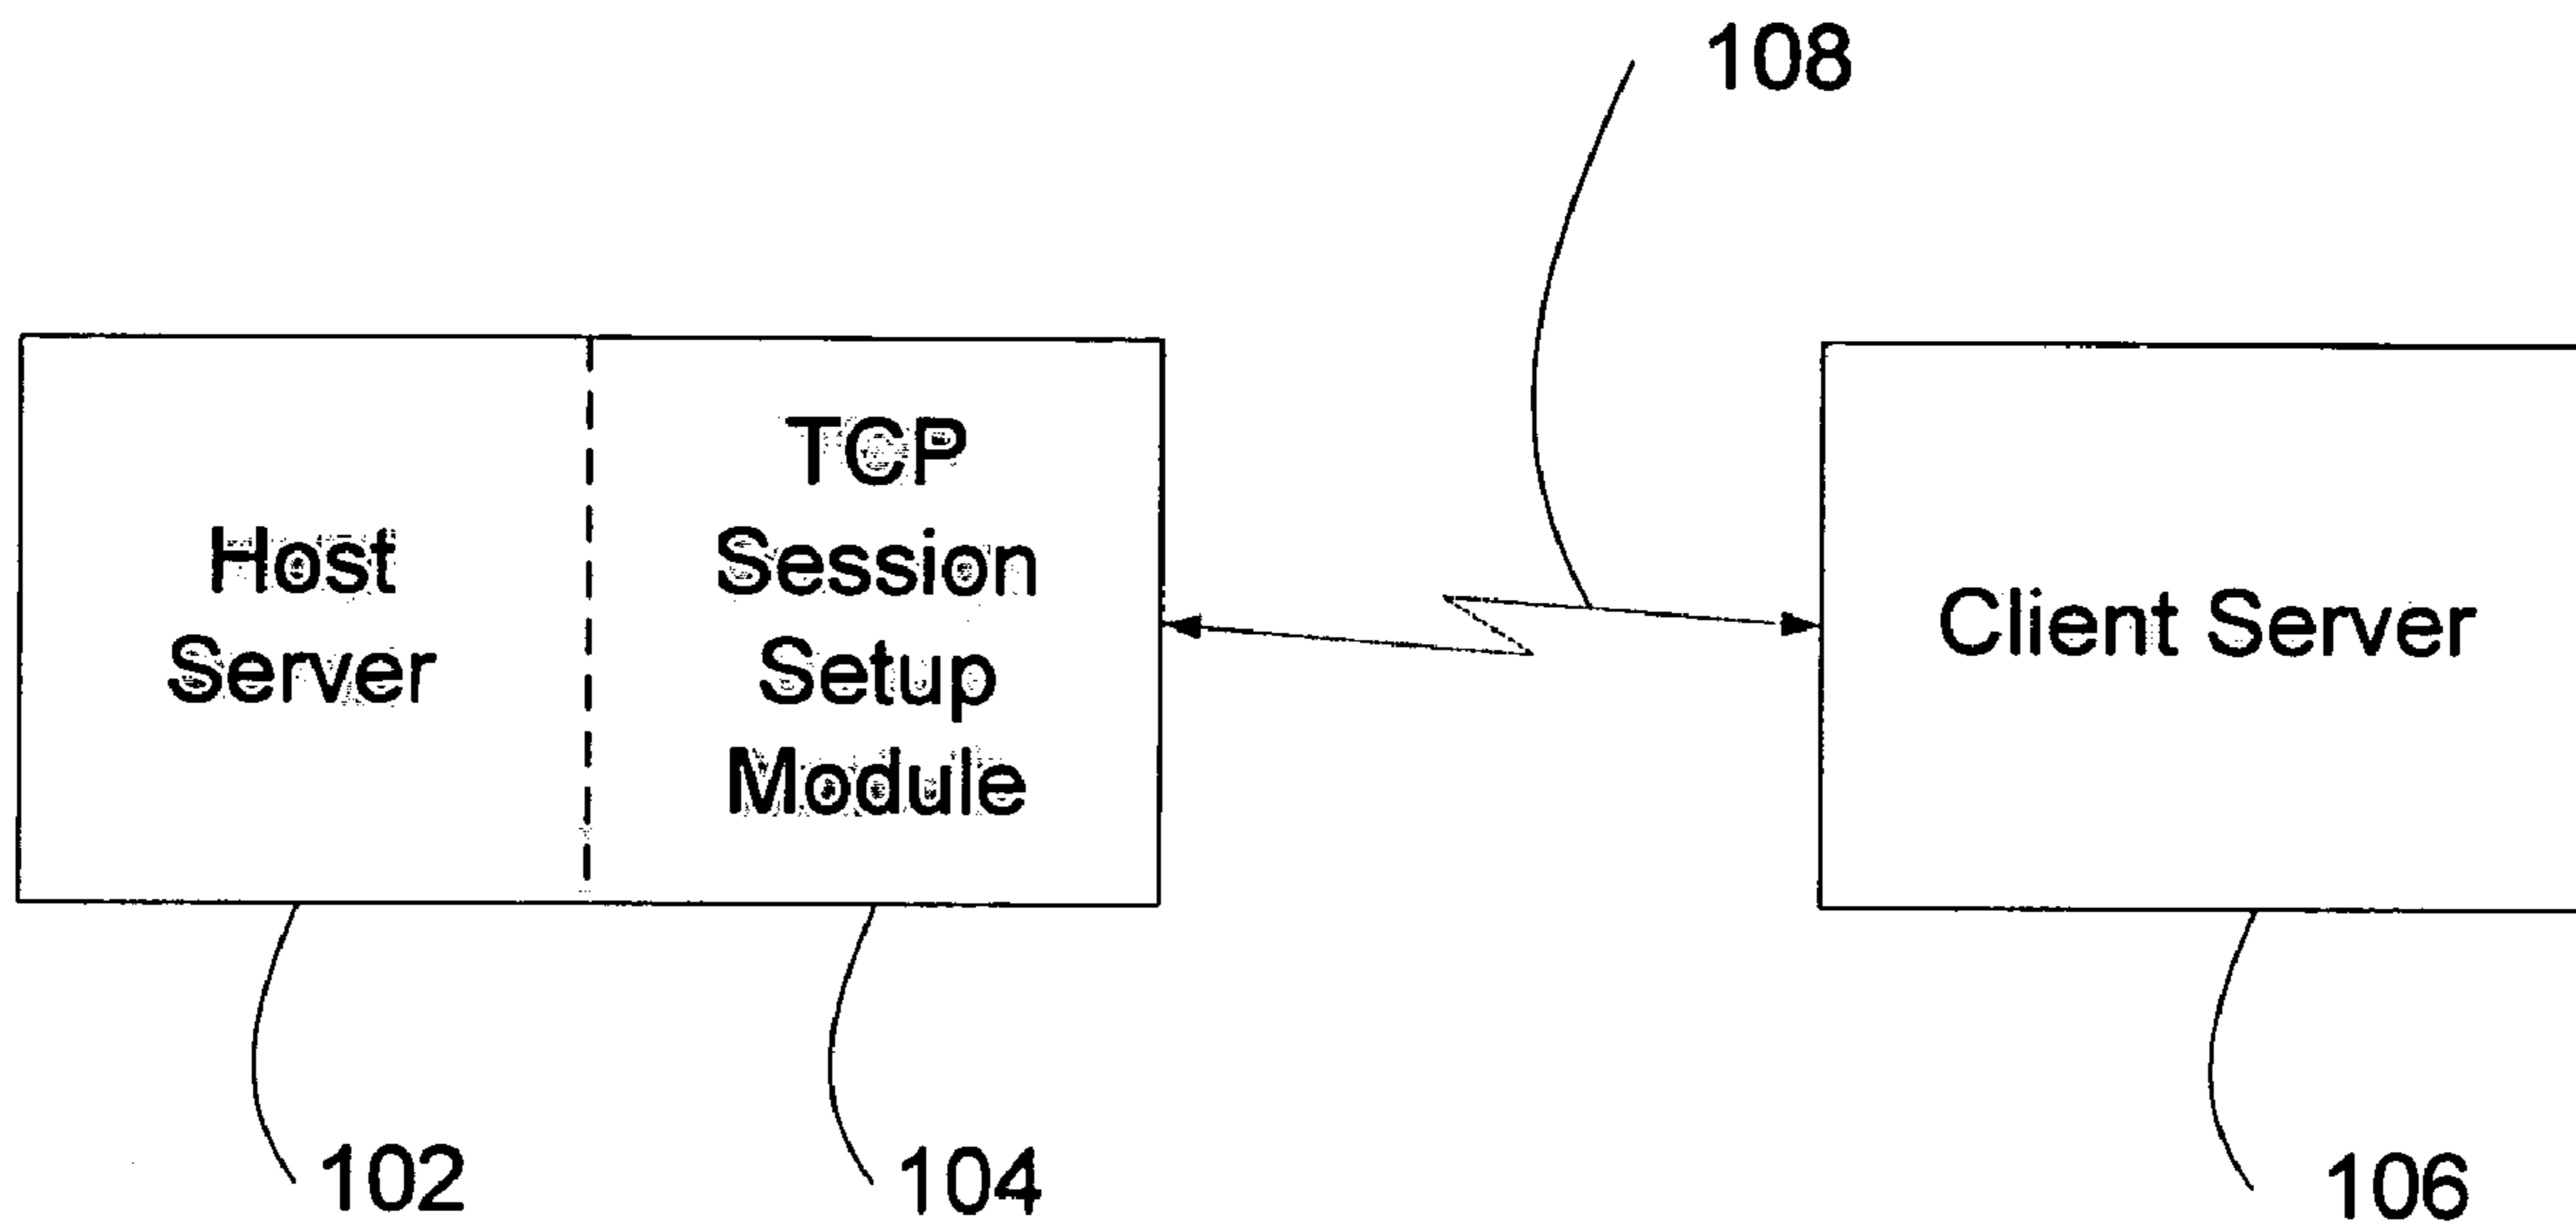 108
Host
Server
TCP
Session
Setup
Module
Client Server
102
104
106